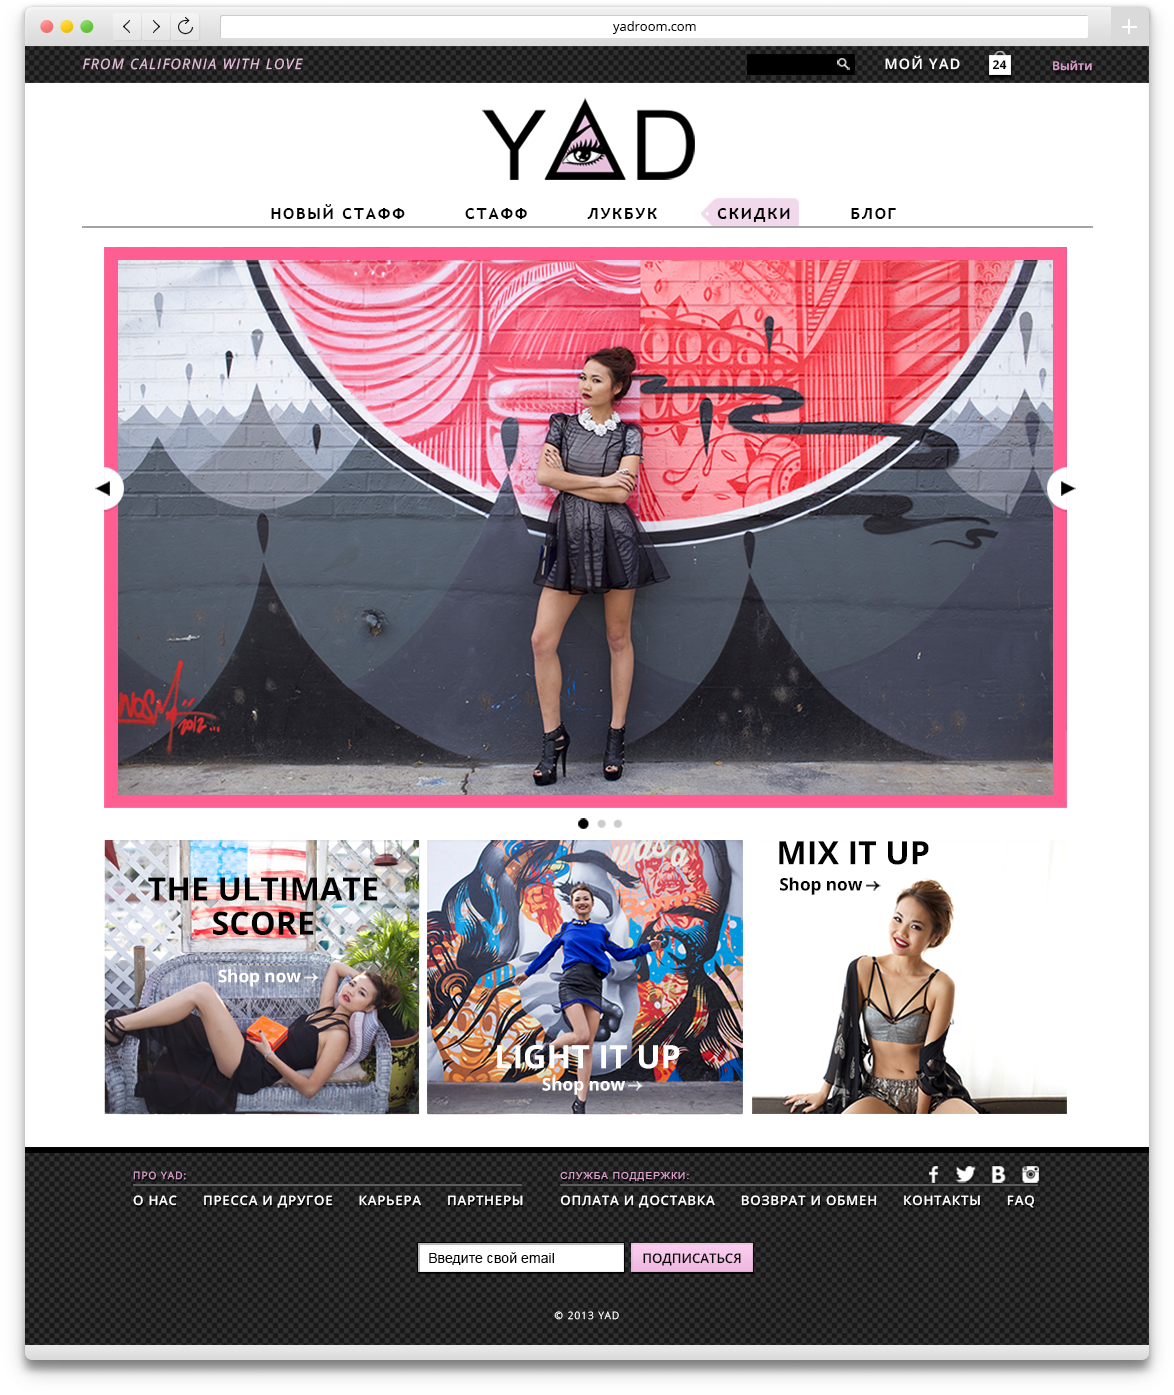 yadroom.com
FROM CALIFORNIA WITH LOVE
МОЙ YAD
24
Выйти
YAD
НОВЫЙ СТАФФ
СТАФФ
ЛУКБУК
СКИДКИ
БЛОГ
2012...
THE ULTIMATE
SCORE
Shop now
LIGHT IT UP
Shop now
MIX IT UP
Shop now
ПРО YAD:
О НАС
ПРЕССА И ДРУГОЕ
КАРЬЕРА
ПАРТНЕРЫ
СЛУЖБА ПОДДЕРЖКИ:
ОПЛАТА И ДОСТАВКА
ВОЗВРАТ И ОБМЕН
КОНТАКТЫ
FAQ
Введите свой email
ПОДПИСАТЬСЯ
© 2013 YAD